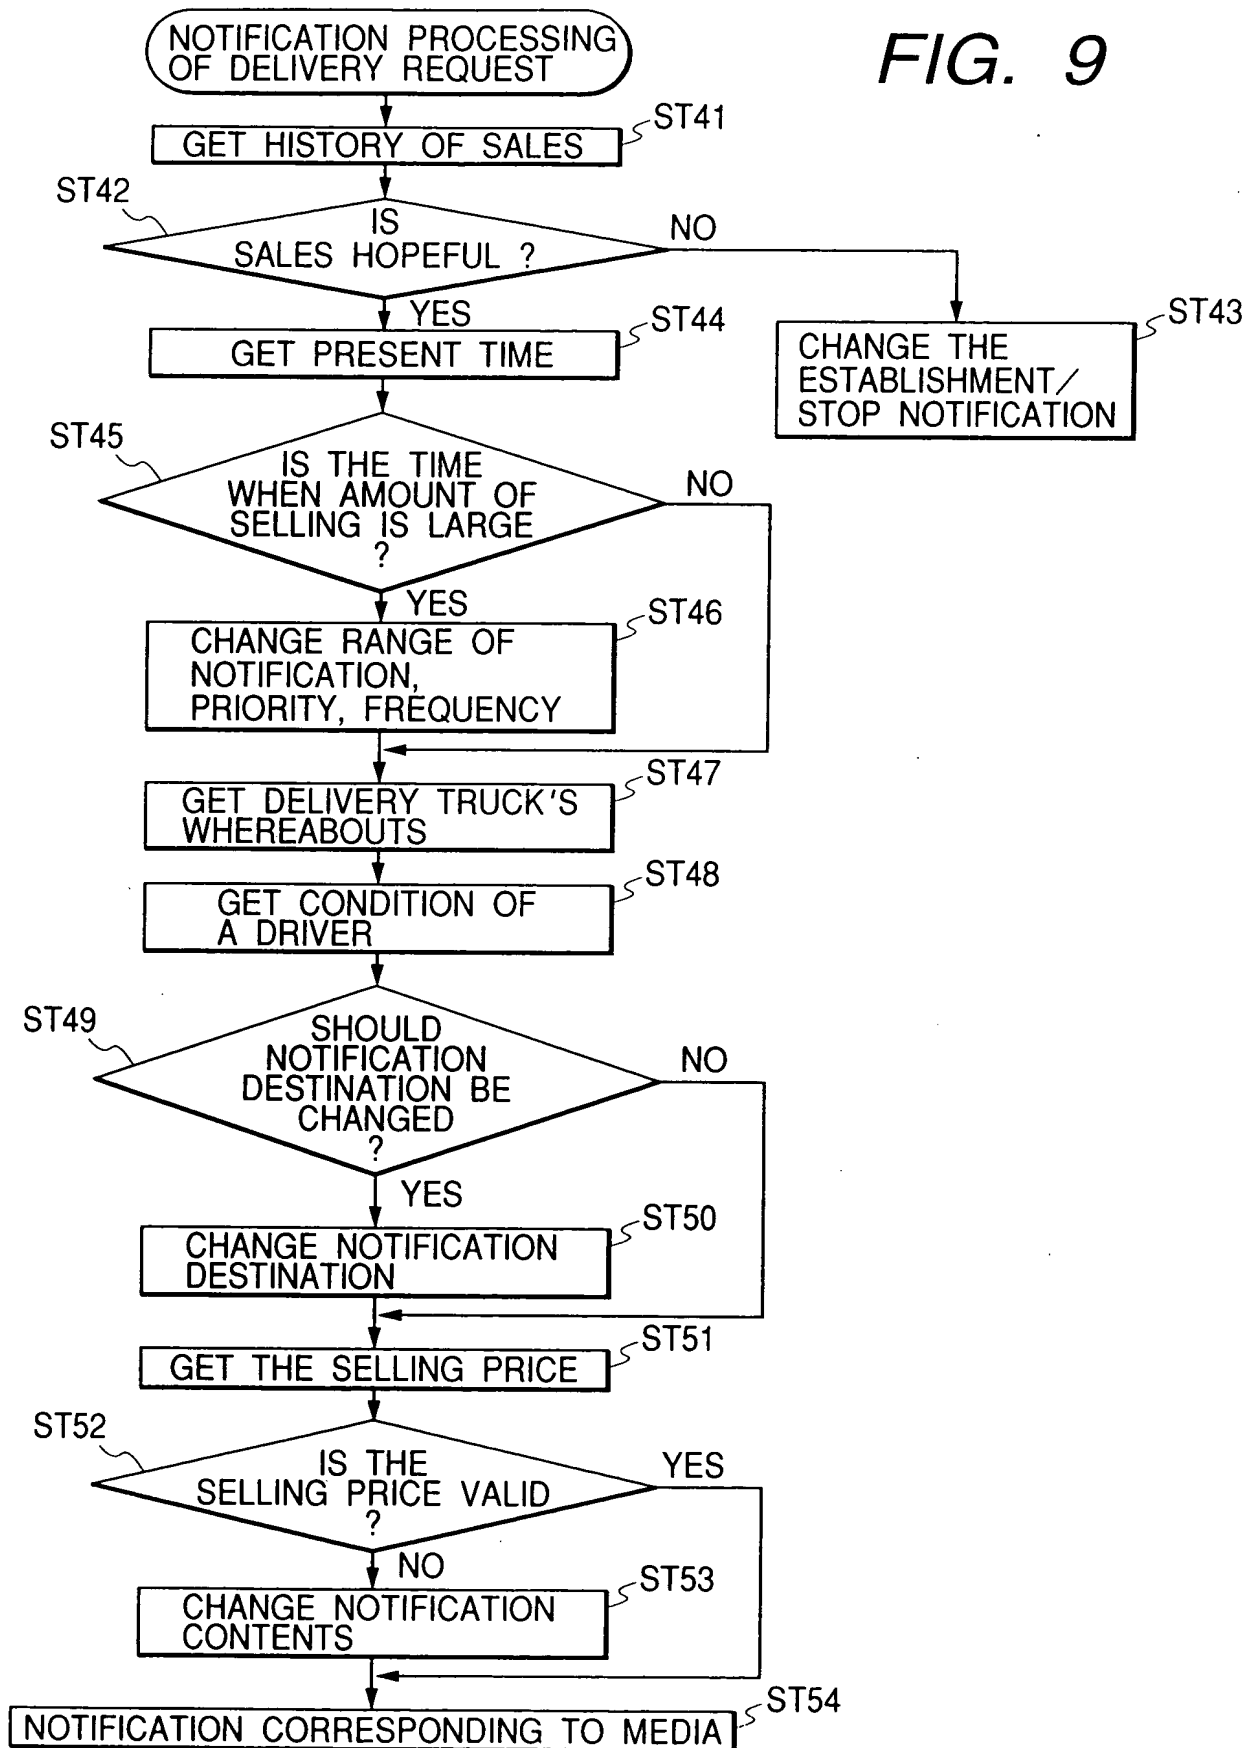 FIG. 9
NOTIFICATION PROCESSING
OF DELIVERY REQUEST
ST41
GET HISTORY OF SALES
ST42
IS
SALES HOPEFUL ?
NO
YES
ST43
CHANGE THE
ESTABLISHMENT/
STOP NOTIFICATION
ST44
GET PRESENT TIME
ST45
IS THE TIME
WHEN AMOUNT OF
SELLING IS LARGE
?
NO
YES
ST46
CHANGE RANGE OF
NOTIFICATION,
PRIORITY, FREQUENCY
ST47
GET DELIVERY TRUCK'S
WHEREABOUTS
ST48
GET CONDITION OF
A DRIVER
ST49
SHOULD
NOTIFICATION
DESTINATION BE
CHANGED
?
NO
YES
ST50
CHANGE NOTIFICATION
DESTINATION
ST51
GET THE SELLING PRICE
ST52
IS THE
SELLING PRICE VALID
?
YES
NO
ST53
CHANGE NOTIFICATION
CONTENTS
ST54
NOTIFICATION CORRESPONDING TO MEDIA